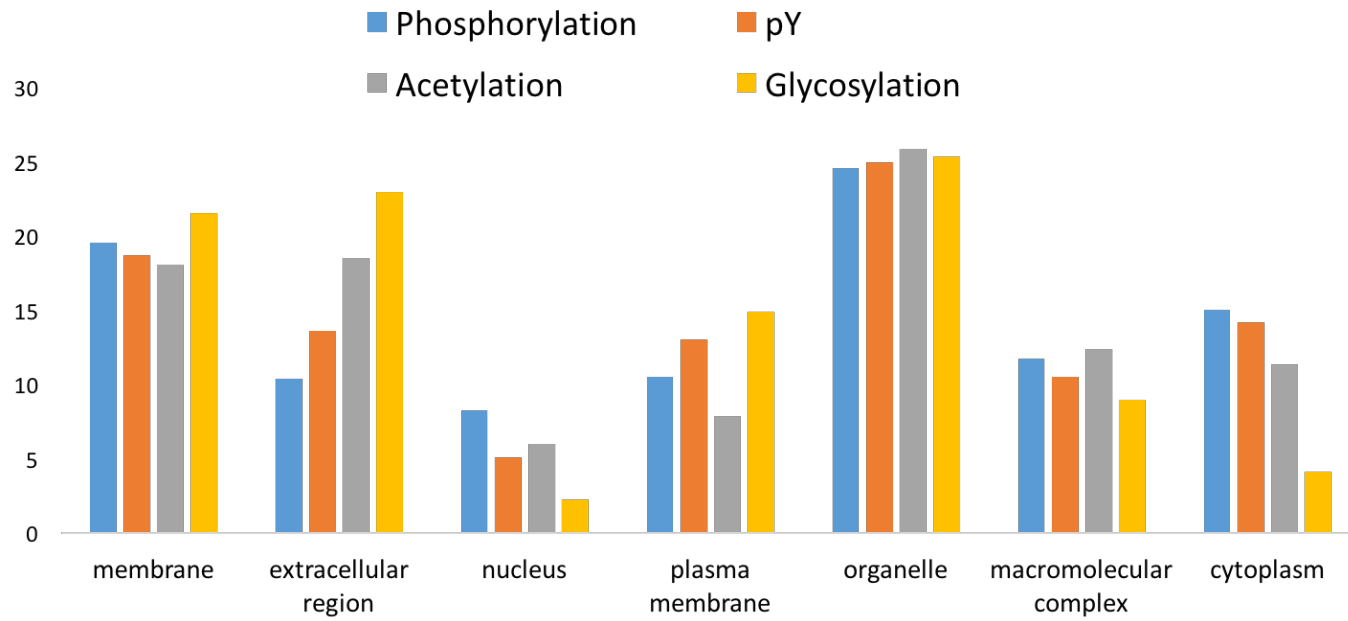 Phosphorylation pY
Acetylation Glycosylation
30
25
20
15
10
5
0
membrane extracellular region nucleus plasma membrane organelle macromolecular complex cytoplasm